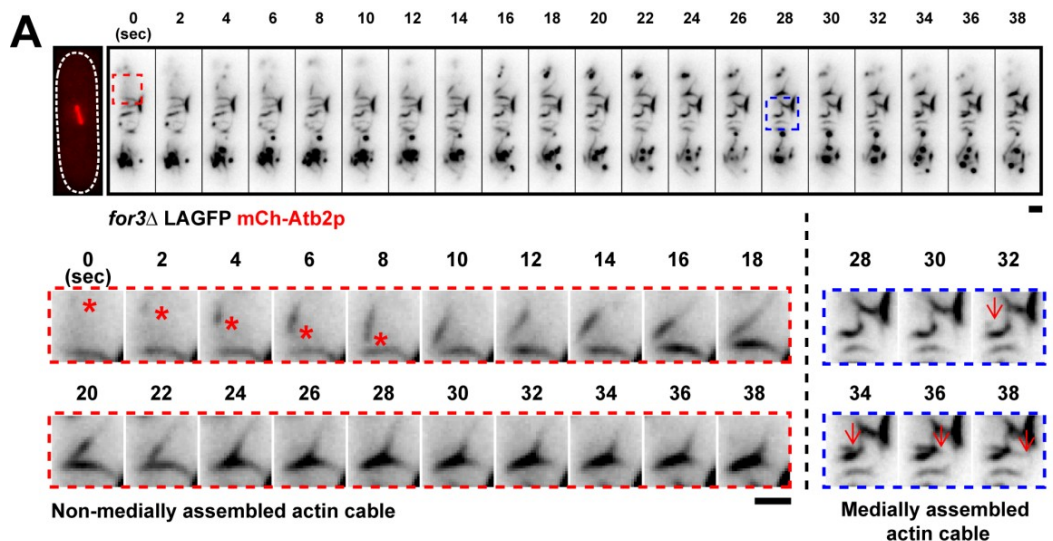 A
0 2 4 6 8 10 12 14 16 18 20 22 24 26 28 30 32 34 36 38
(sec)
for3Δ LAGFP mCh-Atb2p
0 2 4 6 8 10 12 14 16 18 28 30 32
(sec)
* * * * *
20 22 24 26 28 30 32 34 36 38 34 36 38
Non-medially assembled actin cable
Medially assembled
actin cable